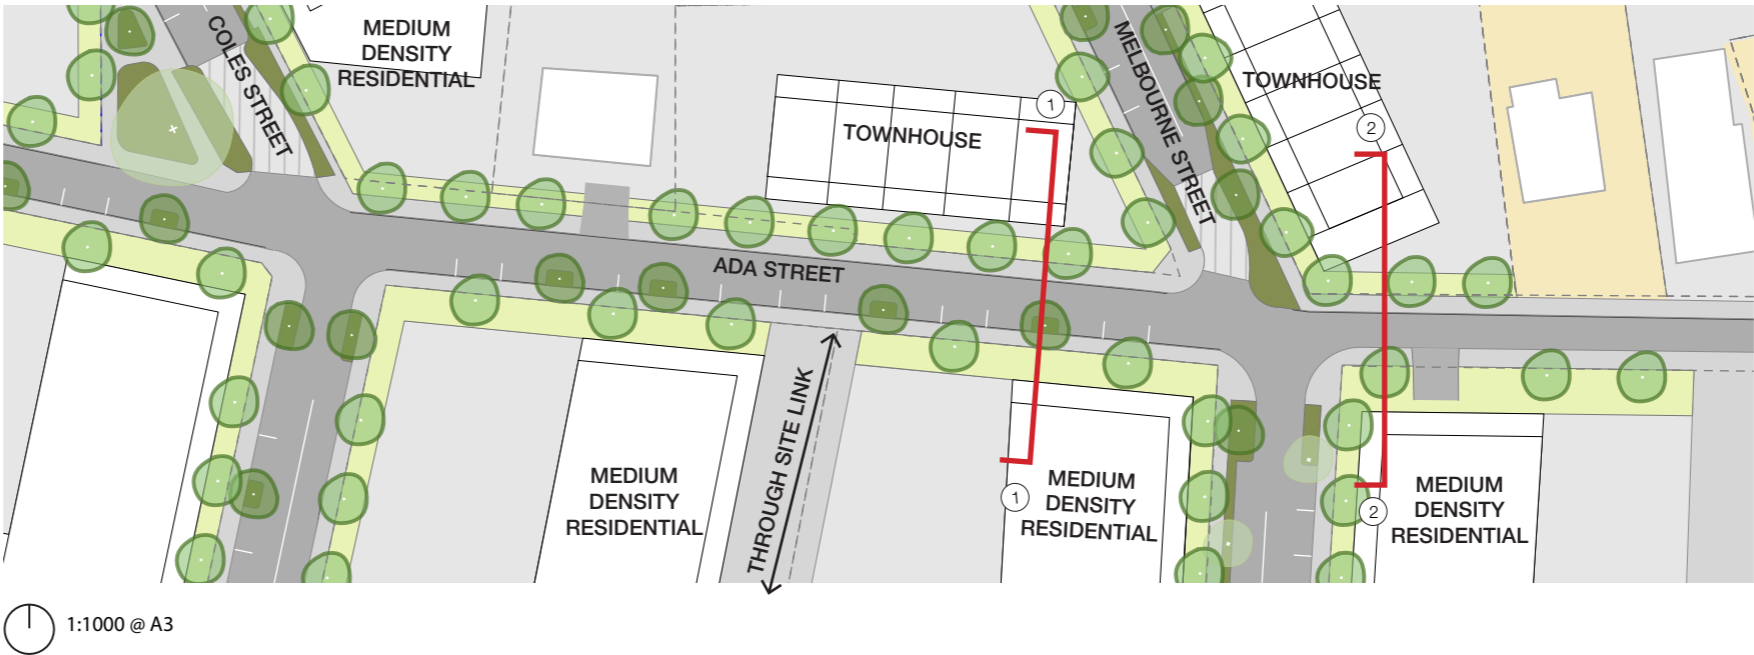 COLES STREET
MEDIUM
DENSITY
RESIDENTIAL
TOWNHOUSE
1
MELBOURNE STREET
TOWNHOUSE
2
ADA STREET
THROUGH SITE LINK
MEDIUM
DENSITY
RESIDENTIAL
1
MEDIUM
DENSITY
RESIDENTIAL
2
MEDIUM
DENSITY
RESIDENTIAL
1:1000 @ A3